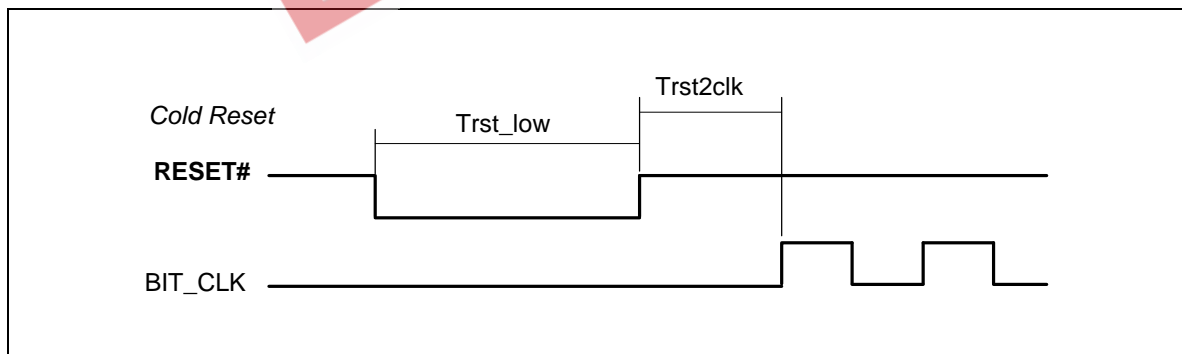 Trst2clk
Cold Reset
Trst_low
RESET#
BIT_CLK